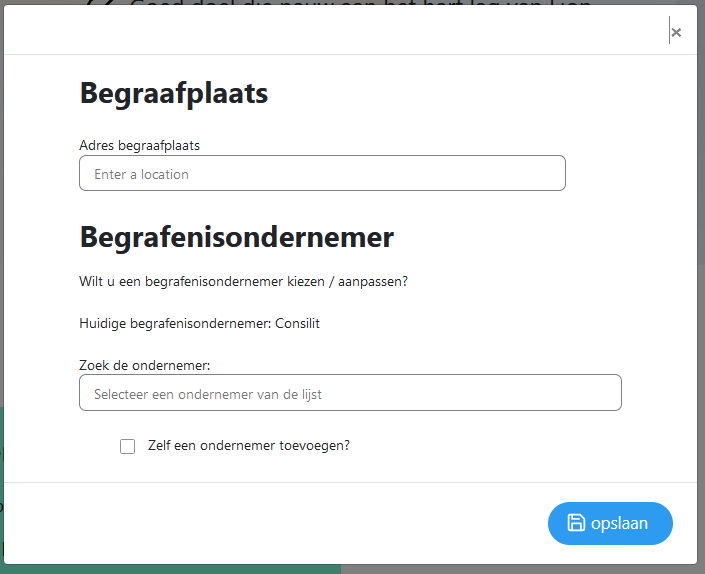 ×
Begraafplaats
Adres begraafplaats
Enter a location
Begrafenisondernemer
Wilt u een begrafenisondernemer kiezen / aanpassen?
Huidige begrafenisondernemer: Consilit
Zoek de ondernemer:
Selecteer een ondernemer van de lijst
Zelf een ondernemer toevoegen?
opslaan